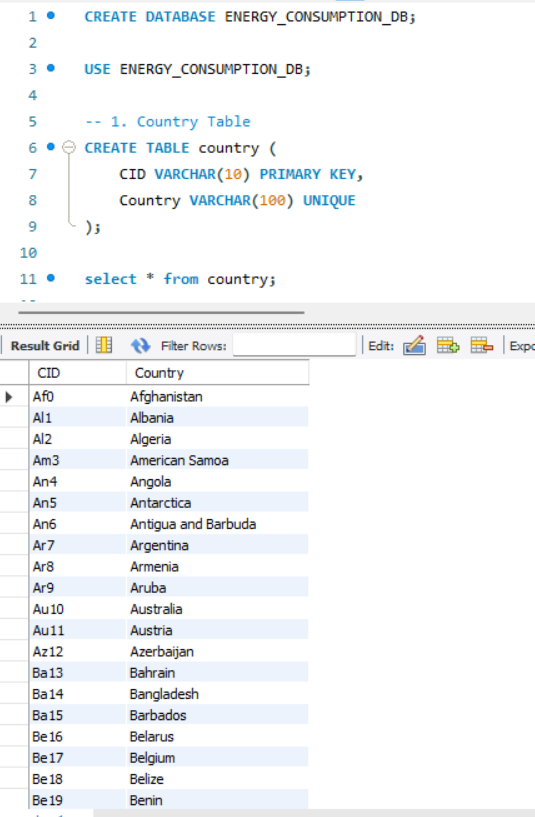 1 CREATE DATABASE ENERGY_CONSUMPTION_DB;
2
3 USE ENERGY_CONSUMPTION_DB;
4
5 -- 1. Country Table
6 CREATE TABLE country (
7 CID VARCHAR(10) PRIMARY KEY,
8 Country VARCHAR(100) UNIQUE
9 );
10
11 select * from country;
Result Grid Filter Rows: Edit: Expo
CID Country
Af0 Afghanistan
Al1 Albania
Al2 Algeria
Am3 American Samoa
An4 Angola
An5 Antarctica
An6 Antigua and Barbuda
Ar7 Argentina
Ar8 Armenia
Ar9 Aruba
Au10 Australia
Au11 Austria
Az12 Azerbaijan
Ba13 Bahrain
Ba14 Bangladesh
Ba15 Barbados
Be16 Belarus
Be17 Belgium
Be18 Belize
Be19 Benin